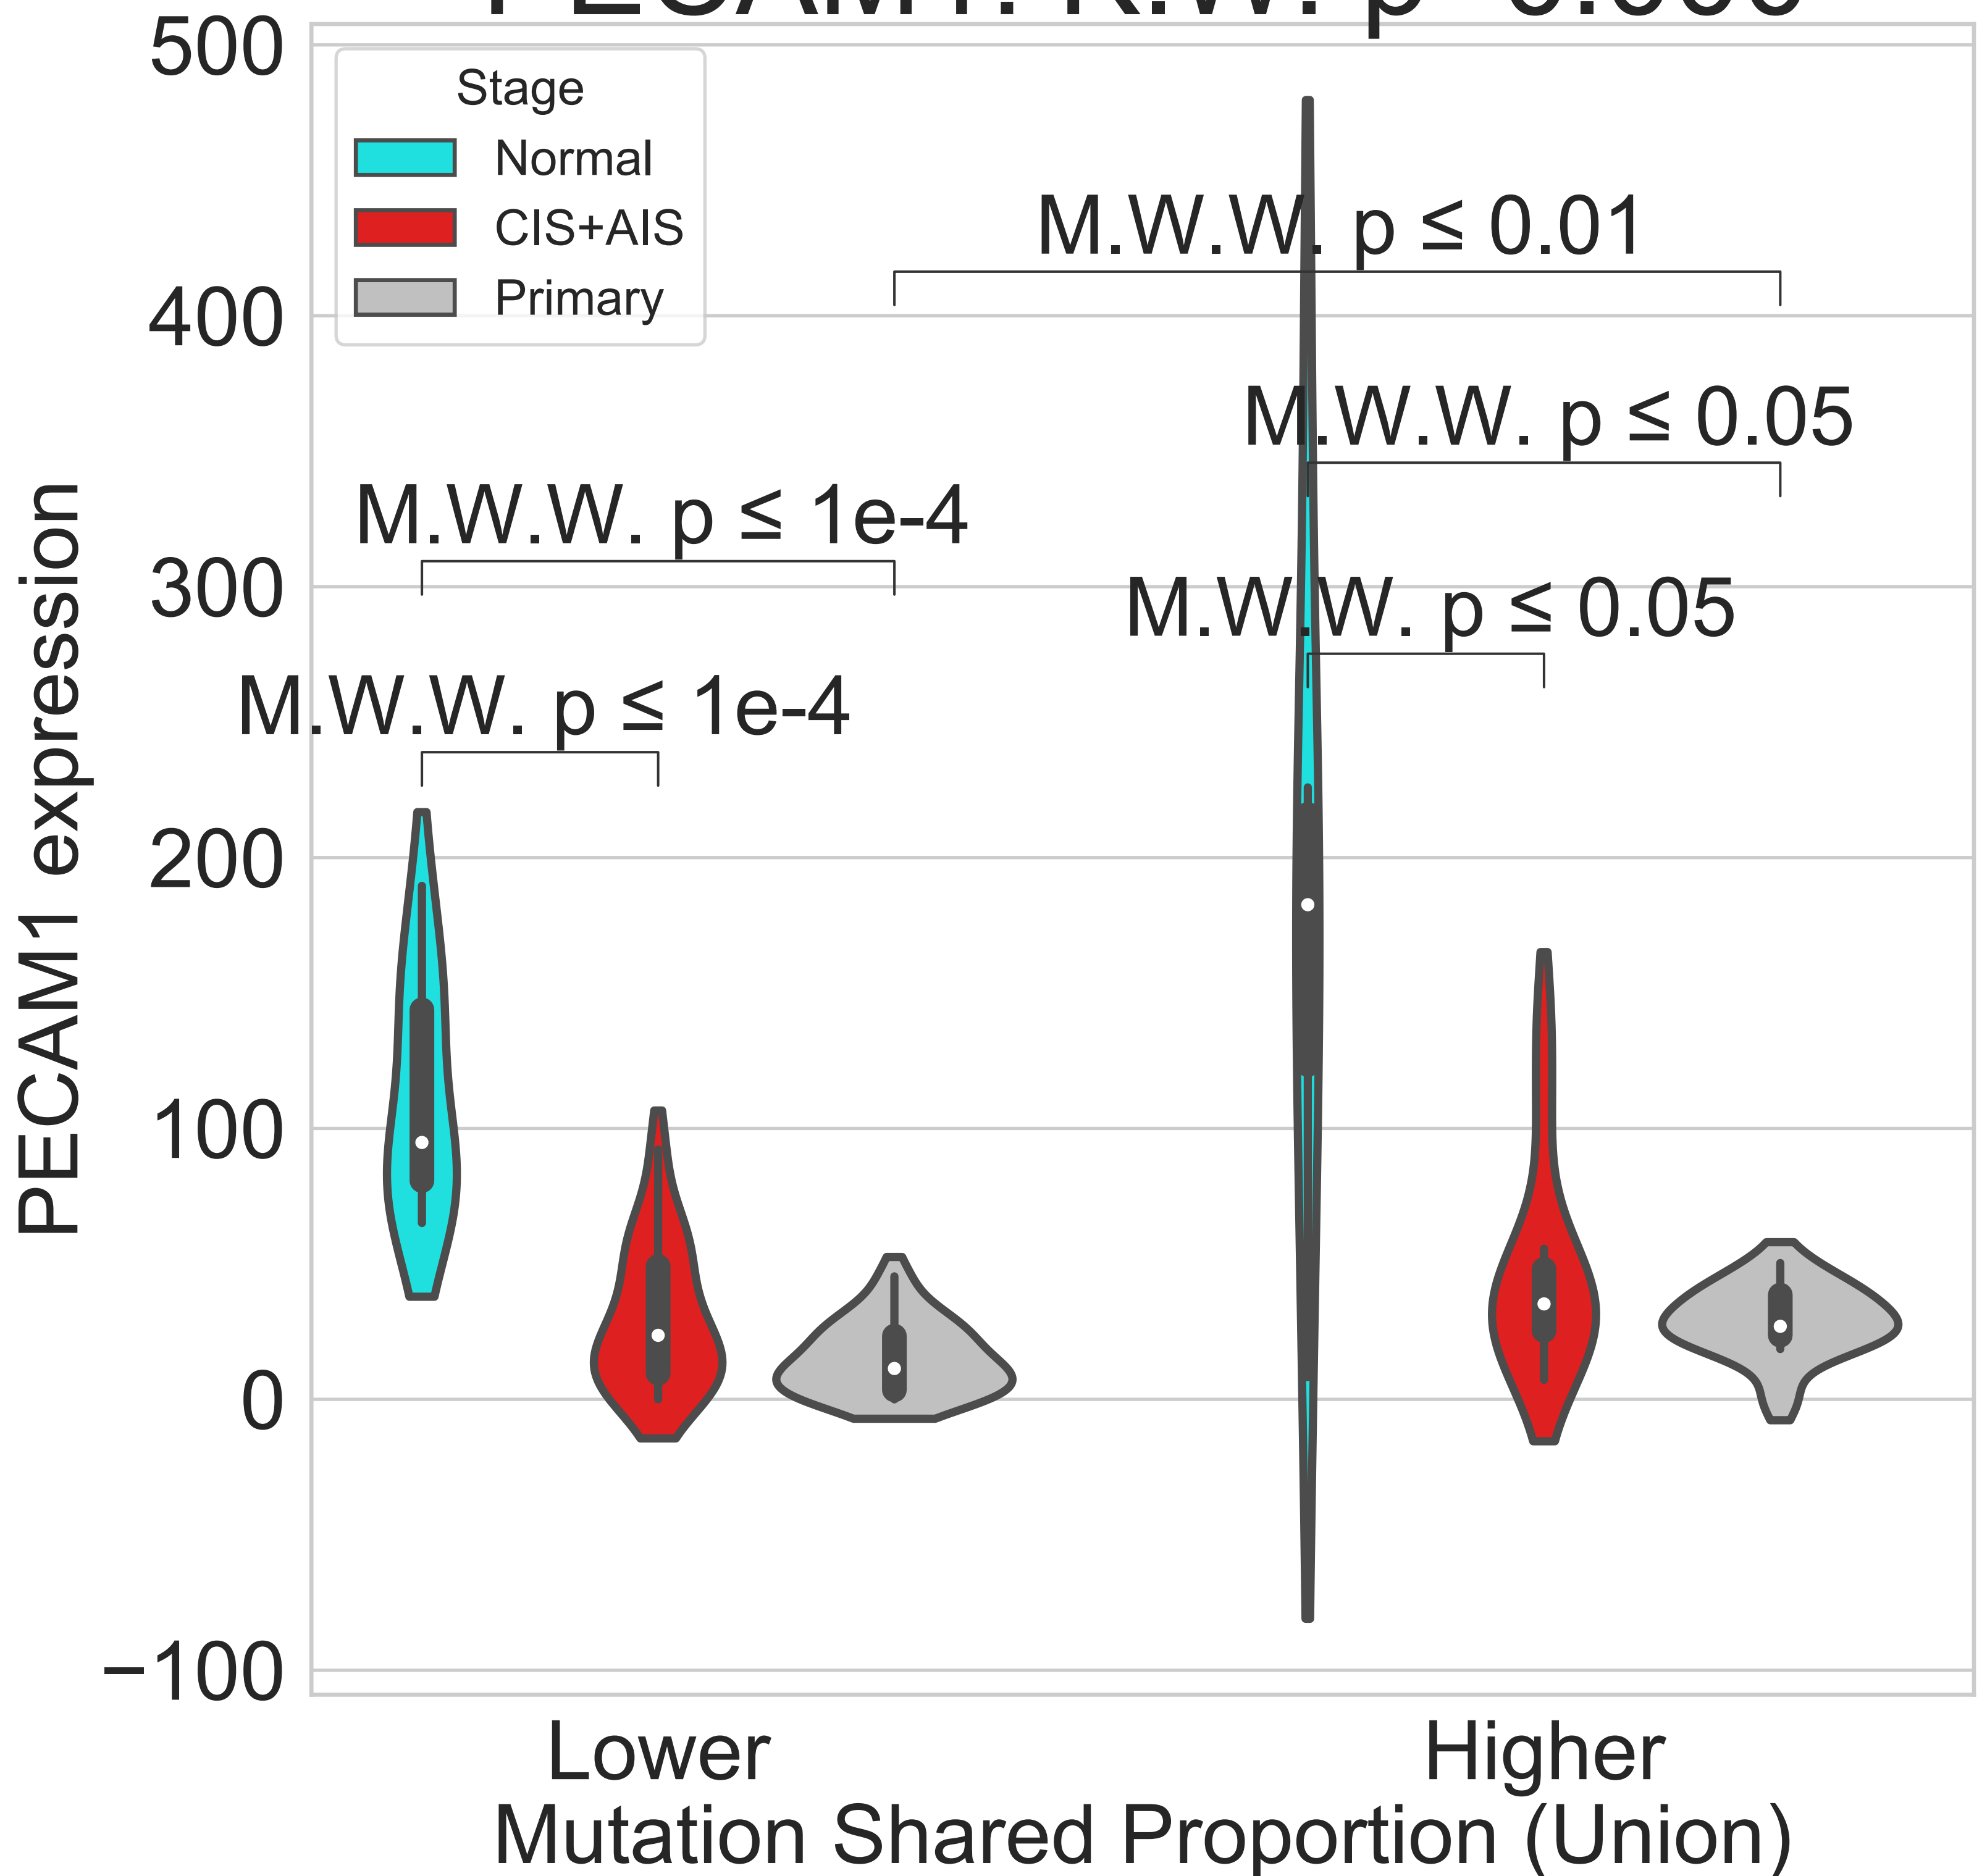 500
Stage
Normal
CIS+AIS
Primary
M.W.W. p ≤ 0.01
400
M.W.W. p ≤ 0.05
M.W.W. p ≤ 1e-4
300
M.W.W. p ≤ 0.05
M.W.W. p ≤ 1e-4
200
100
0
−100
PECAM1 expression
Lower
Higher
Mutation Shared Proportion (Union)